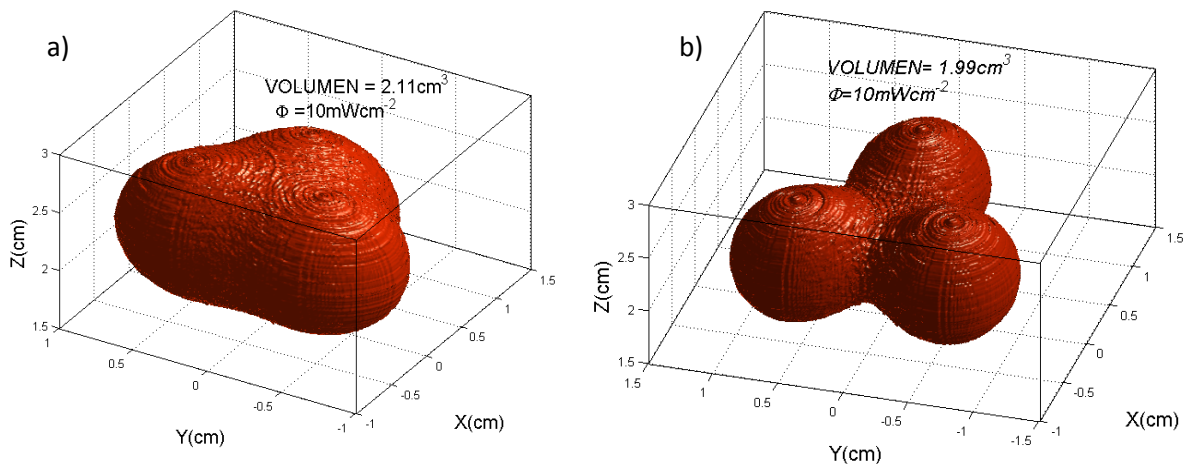 a)
VOLUMEN = 2.11cm3
Φ =10mWcm-2
3
2.5
2
1.5
Z(cm)
1
0.5
0
-0.5
-1
Y(cm)
-1
-0.5
0
0.5
1
1.5
X(cm)
b)
VOLUMEN= 1.99cm3
Φ=10mWcm-2
3
2.5
2
1.5
Z(cm)
1.5
1
0.5
0
-0.5
-1
-1.5
Y(cm)
-1
-0.5
0
0.5
1
1.5
X(cm)